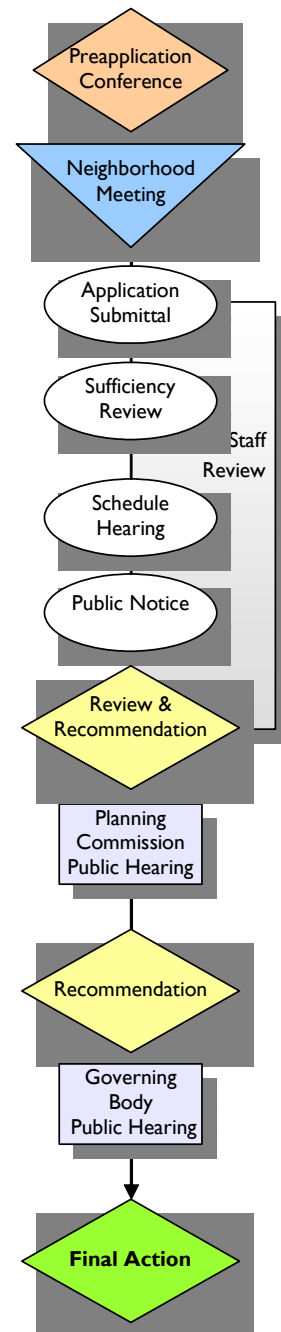 Preapplication
Conference
Neighborhood
Meeting
Application
Submittal
Sufficiency
Review
Staff
Review
Schedule
Hearing
Public Notice
Review &
Recommendation
Planning
Commission
Public Hearing
Recommendation
Governing
Body
Public Hearing
Final Action